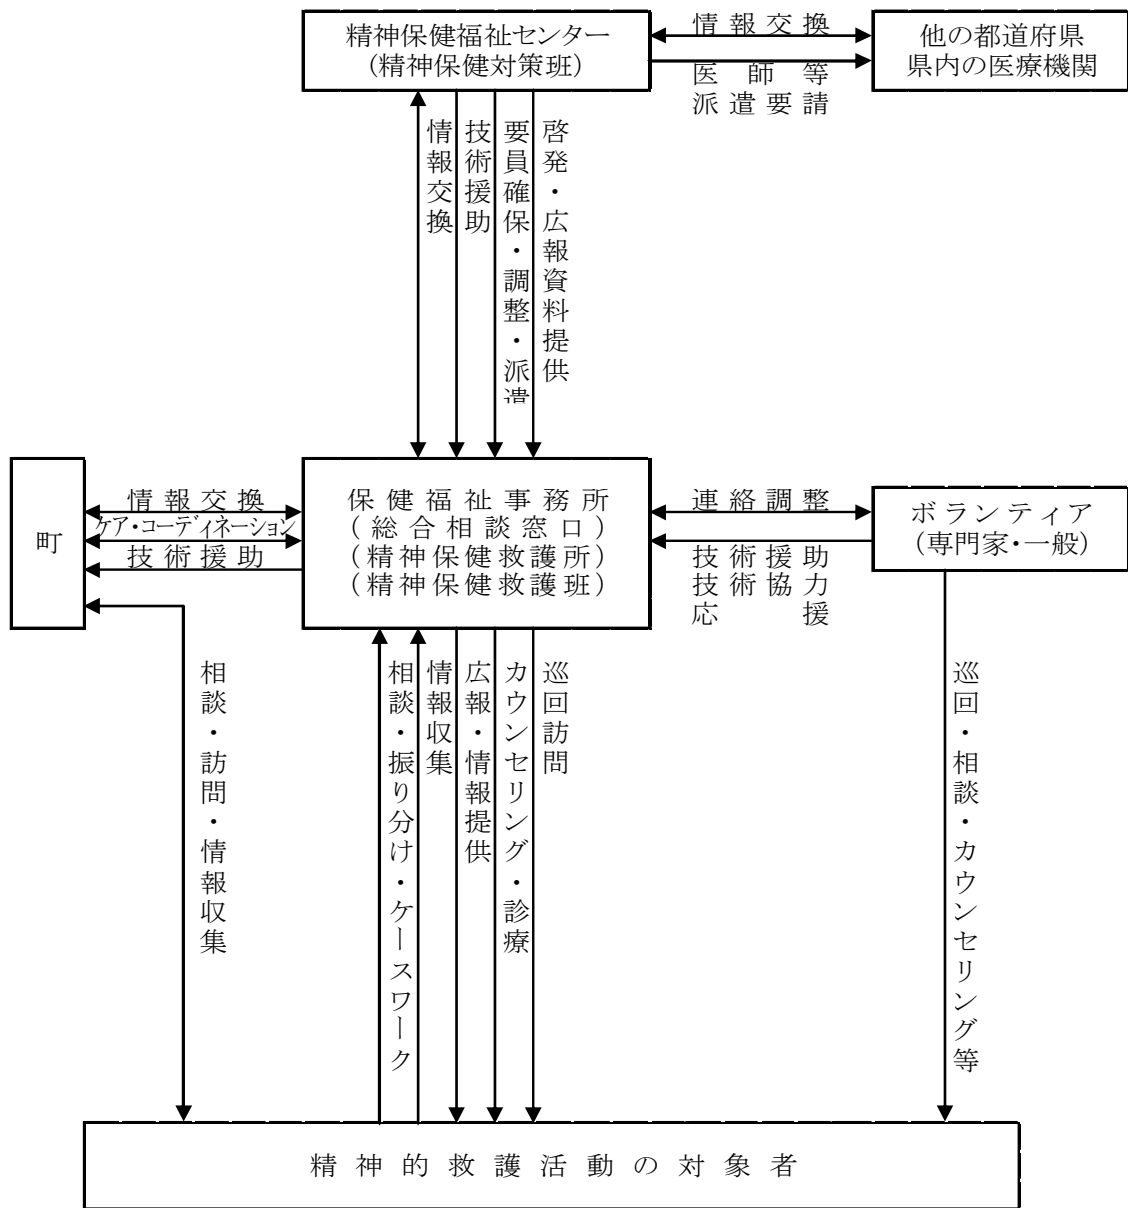 精神保健福祉センター
(精神保健対策班)
情報交換
医師等
派遣要請
他の都道府県
県内の医療機関
情報交換
技術援助
要員確保・調整・派遣
啓発・広報資料提供
町
情報交換
ケア・コーディネーション
技術援助
保健福祉事務所
(総合相談窓口)
(精神保健救護所)
(精神保健救護班)
連絡調整
技術援助
技術協力
応援
ボランティア
(専門家・一般)
相談・訪問・情報収集
相談・振り分け・ケースワーク
情報収集
広報・情報提供
カウンセリング・診療
巡回訪問
巡回・相談・カウンセリング等
精神的救護活動の対象者